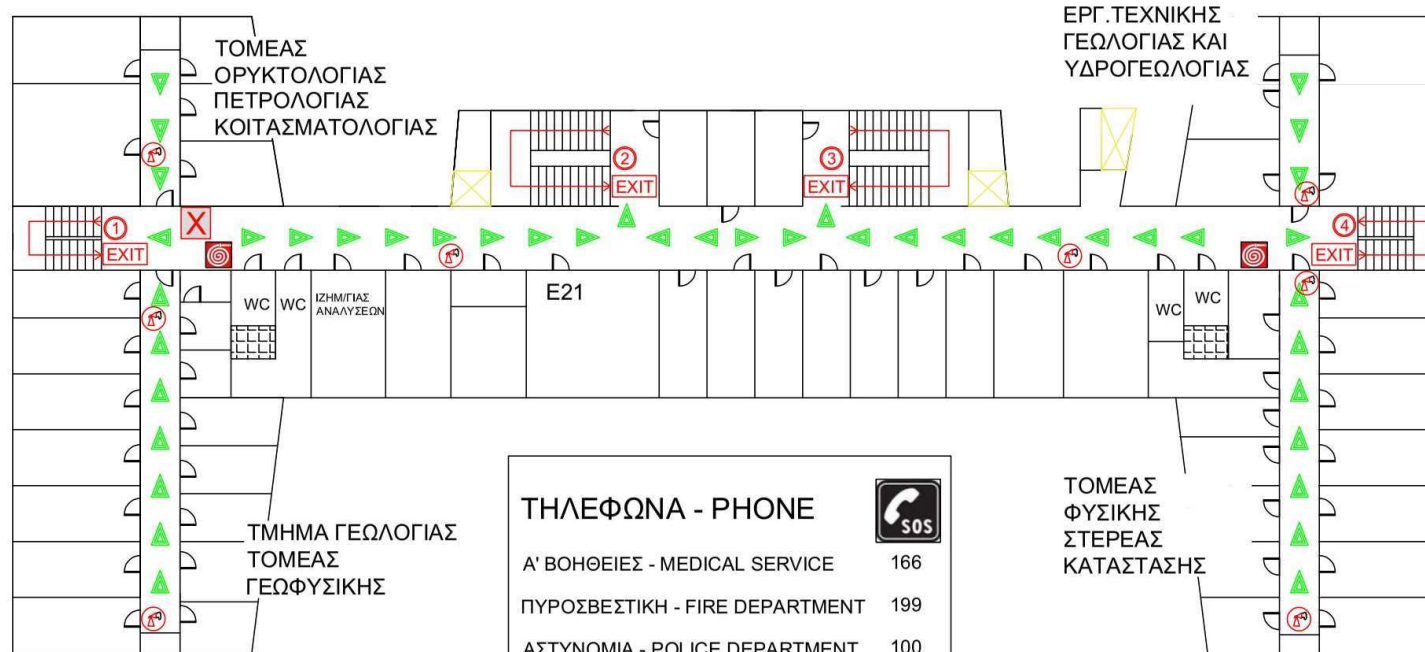 ΤΟΜΕΑΣ
ΟΡΥΚΤΟΛΟΓΙΑΣ
ΠΕΤΡΟΛΟΓΙΑΣ
ΚΟΙΤΑΣΜΑΤΟΛΟΓΙΑΣ
ΕΡΓ.ΤΕΧΝΙΚΗΣ
ΓΕΩΛΟΓΙΑΣ ΚΑΙ
ΥΔΡΟΓΕΩΛΟΓΙΑΣ
2
EXIT
3
EXIT
1
EXIT
X
4
EXIT
WC
WC
ΙΖΗΜ/ΓΙΑΣ
ΑΝΑΛΥΣΕΩΝ
E21
WC
WC
ΤΜΗΜΑ ΓΕΩΛΟΓΙΑΣ
ΤΟΜΕΑΣ
ΓΕΩΦΥΣΙΚΗΣ
ΤΗΛΕΦΩΝΑ - PHONE
SOS
Α' ΒΟΗΘΕΙΕΣ - MEDICAL SERVICE 166
ΠΥΡΟΣΒΕΣΤΙΚΗ - FIRE DEPARTMENT 199
ΑΣΤΥΝΟΜΙΑ - POLICE DEPARTMENT 100
ΤΟΜΕΑΣ
ΦΥΣΙΚΗΣ
ΣΤΕΡΕΑΣ
ΚΑΤΑΣΤΑΣΗΣ